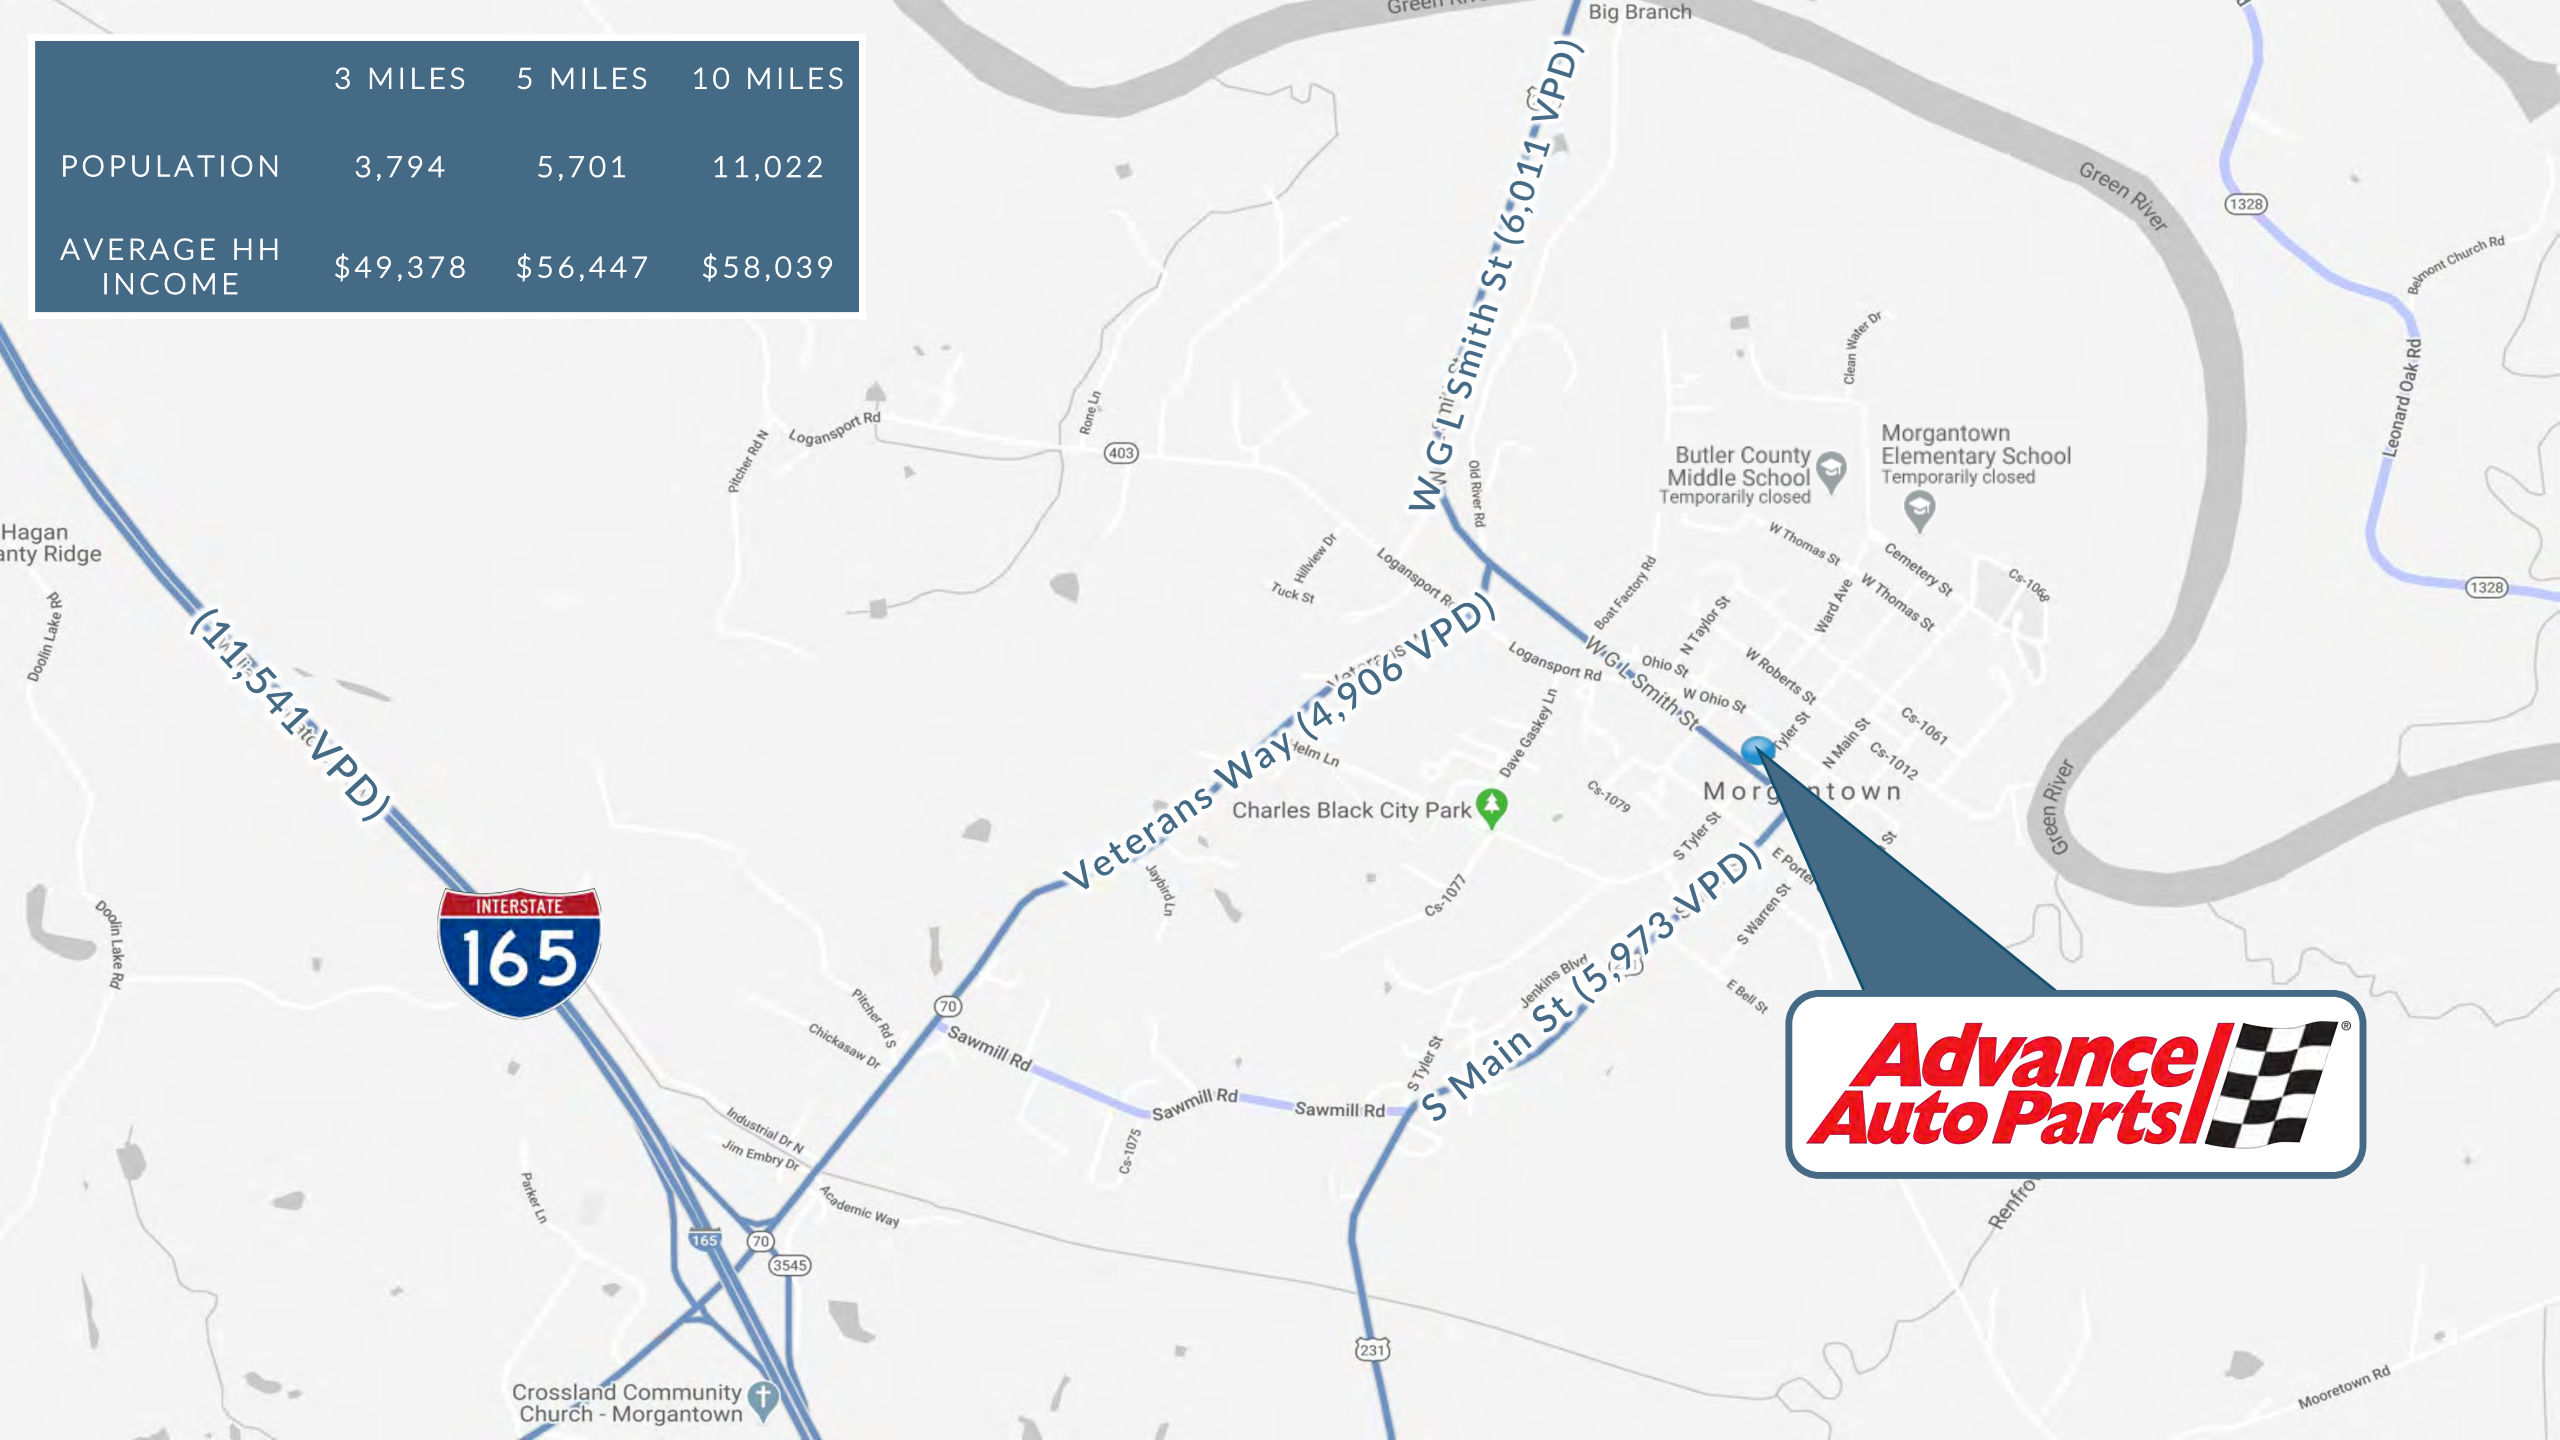 3 MILES 5 MILES 10 MILES
POPULATION 3,794 5,701 11,022
AVERAGE HH
INCOME
$49,378 $56,447 $58,039
Big Branch
W G L Smith St (6,011 VPD)
Green River
1328
Belmont Church Rd
Leonard Oak Rd
Clean Water Dr
Rone Ln
Logansport Rd
Pitcher Rd N
403
Old River Rd
Butler County
Middle School
Temporarily closed
Morgantown
Elementary School
Temporarily closed
Hagan
Ridge
Doolin Lake Rd
Hillview Dr
Tuck St
Boat Factory Rd
W Thomas St
Cemetery St
W Thomas St
Cs-1068
1328
N Taylor St
Ward Ave
(11,541 VPD)
Veterans Way (4,906 VPD)
Logansport Rd
W G L Smith St
Ohio St
W Ohio St
W Roberts St
Cs-1061
Tyler St
N Main St
Cs-1012
Dave Gaskey Ln
Helm Ln
Cs-1079
Charles Black City Park
Green River
S Tyler St
S Main St (5,973 VPD)
S Warren St
Jaybird Ln
Cs-1077
Doolin Lake Rd
INTERSTATE
165
Jenkins Blvd
E Bell St
70
Pitcher Rd S
Chickasaw Dr
Sawmill Rd
Sawmill Rd
Sawmill Rd
S Tyler St
Cs-1075
Advance
Auto Parts
®
Industrial Dr N
Jim Embry Dr
Academic Way
Parker Ln
165
70
3545
231
Crossland Community
Church - Morgantown
Mooretown Rd